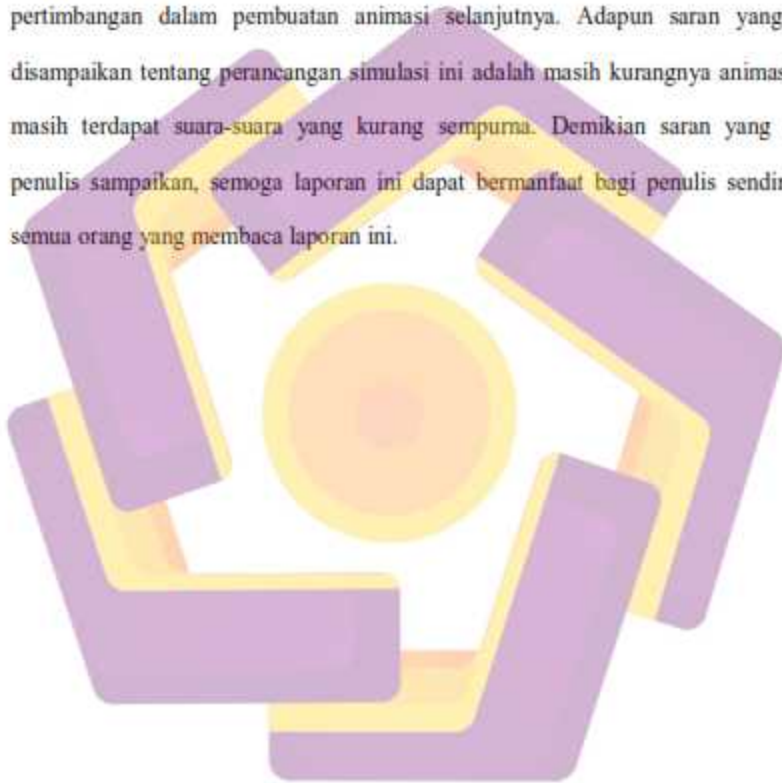 pertimbangan dalam pembuatan animasi selanjutnya. Adapun saran yang
disampaikan tentang perancangan simulasi ini adalah masih kurangnya animas
masih terdapat suara-suara yang kurang sempurna. Demikian saran yang
penulis sampaikan, semoga laporan ini dapat bermanfaat bagi penulis sendir
semua orang yang membaca laporan ini.